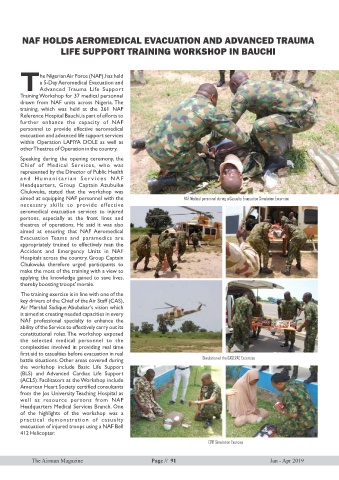 NAF HOLDS AEROMEDICAL EVACUATION AND ADVANCED TRAUMA
LIFE SUPPORT TRAINING WORKSHOP IN BAUCHI
The Nigerian Air Force (NAF), has held
a 5-Day Aeromedical Evacuation and
Advanced Trauma Life Support
Training Workshop for 37 medical personnel
drawn from NAF units across Nigeria. The
training, which was held at the 261 NAF
Reference Hospital Bauchi, is part of efforts to
further enhance the capacity of NAF
personnel to provide effective aeromedical
evacuation and advanced life support services
within Operation LAFIYA DOLE as well as
other Theatres of Operation in the country.
Speaking during the opening ceremony, the
Chief of Medical Services, who was
represented by the Director of Public Health
and Humanitarian Services NAF
Headquarters, Group Captain Azubuike
Chukwuka, stated that the workshop was
aimed at equipping NAF personnel with the
necessary skills to provide effective
aeromedical evacuation services to injured
persons, especially at the front lines and
theatres of operations. He said it was also
aimed at ensuring that NAF Aeromedical
Evacuation Teams and paramedics are
appropriately trained to effectively man the
Accident and Emergency Units in NAF
Hospitals across the country. Group Captain
Chukwuka therefore urged participants to
make the most of the training with a view to
applying the knowledge gained to save lives,
thereby boosting troops' morale.
The training exercise is in line with one of the
key drivers of the Chief of the Air Staff (CAS),
Air Marshal Sadique Abubakar's vision which
is aimed at creating needed capacities in every
NAF professional specialty to enhance the
ability of the Service to effectively carry out its
constitutional roles. The workshop exposed
the selected medical personnel to the
complexities involved in providing real time
first aid to casualties before evacuation in real
battle situations. Other areas covered during
the workshop include Basic Life Support
(BLS) and Advanced Cardiac Life Support
(ACLS). Facilitators as the Workshop include
American Heart Society certified consultants
from the Jos University Teaching Hospital as
well as resource persons from NAF
Headquarters Medical Services Branch. One
of the highlights of the workshop was a
practical demonstration of casualty
evacuation of injured troops using a NAF Bell
412 Helicopter.
NAF Medical personnel during a Casualty Evacuation Simulation Exercise
Simulation of the CASEVAC Exercise
CPR Simulation Exercise
The Airman Magazine
Page // 91
Jan - Apr 2019